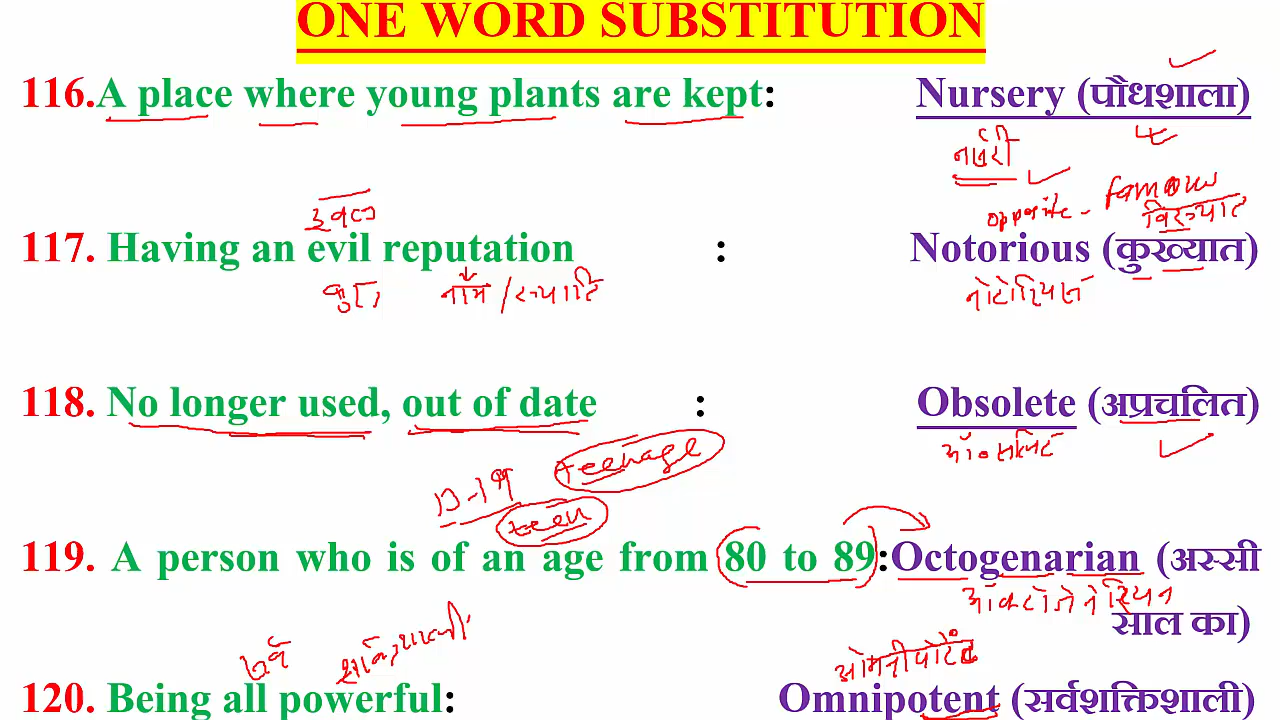 ONE WORD SUBSTITUTION
116.A place where young plants are kept: Nursery (पौधशाला)
नर्सरी
opposite - famous
विख्यात
117. Having an evil reputation : Notorious (कुख्यात)
बुरा नाम / ख्याति नोटोरियस
118. No longer used, out of date : Obsolete (अप्रचलित)
teenage
13-19
teen
119. A person who is of an age from 80 to 89:Octogenarian (अस्सी
ऑक्टोजेनेरियन
साल का)
सर्व
ओमनीपोटेंट
120. Being all powerful: Omnipotent (सर्वशक्तिशाली)